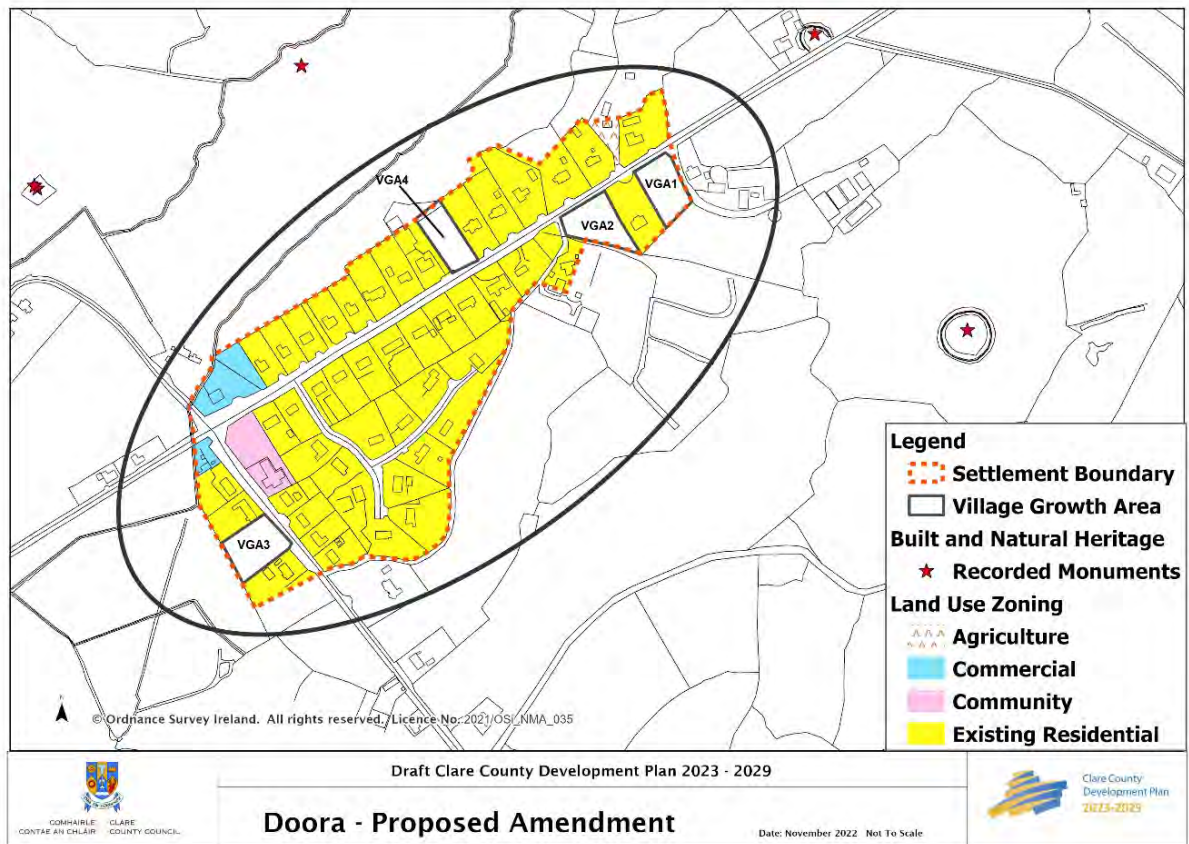 VGA4
VGA1
VGA2
VGA3
Legend
Settlement Boundary
Village Growth Area
Built and Natural Heritage
Recorded Monuments
Land Use Zoning
Agriculture
Commercial
Community
Existing Residential
© Ordnance Survey Ireland. All rights reserved. Licence No. 2021/OSi_NMA_035
Draft Clare County Development Plan 2023 - 2029
Doora - Proposed Amendment
Date: November 2022 Not To Scale
COMHAIRLE CLARE
CONTAE AN CHLÁIR COUNTY COUNCIL
Clare County
Development Plan
2023-2029